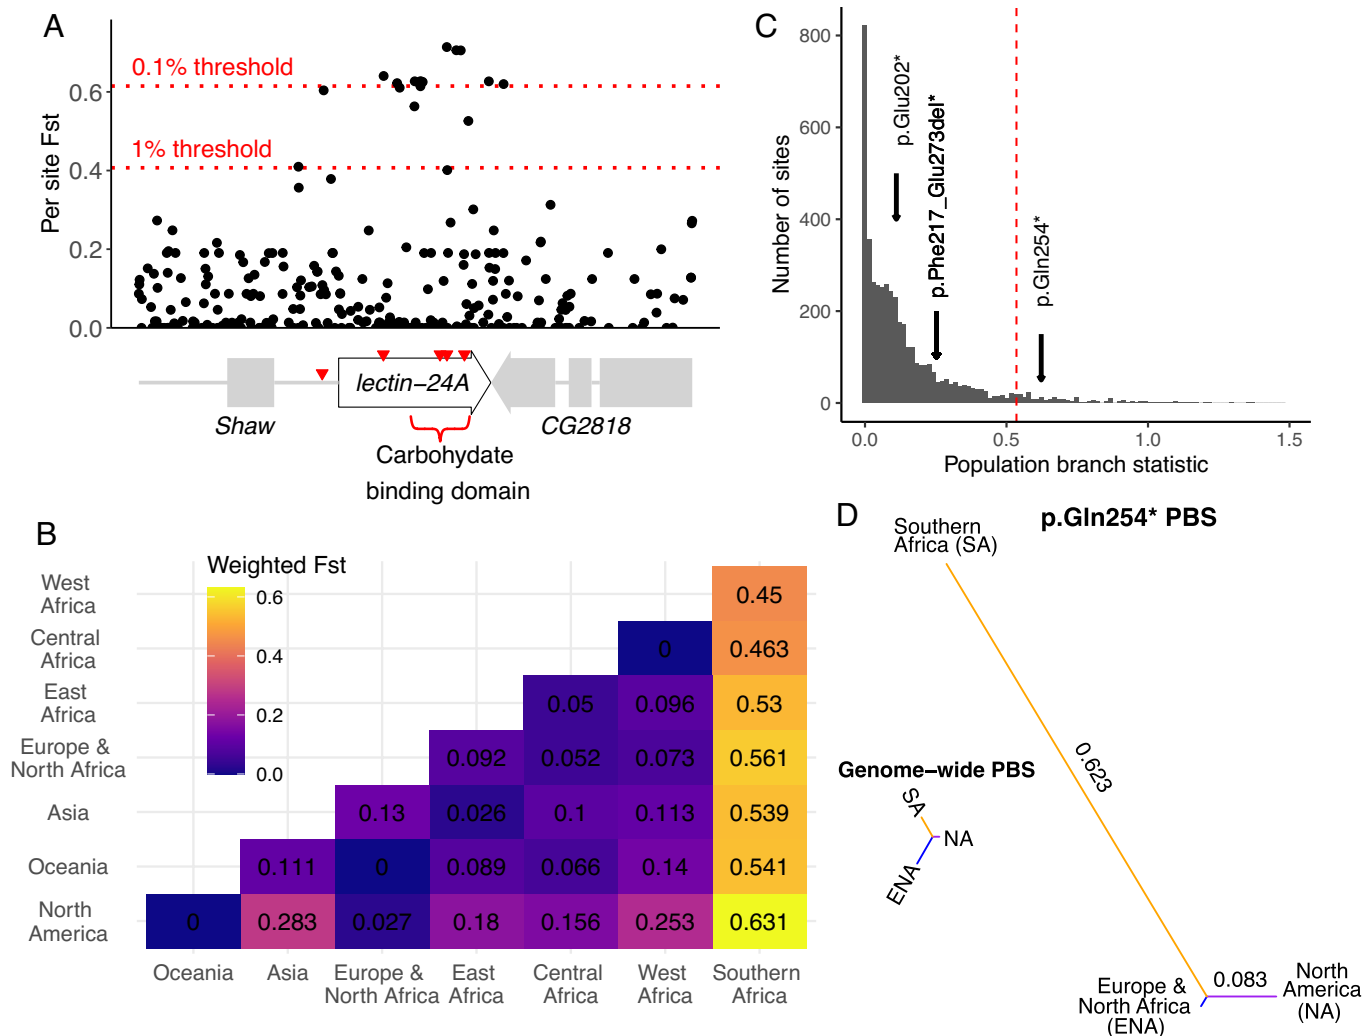 A
Per site Fst
0.6
0.4
0.2
0.0
0.1% threshold
1% threshold
lectin−24A
Shaw
CG2818
Carbohydate
binding domain
B
Weighted Fst
0.6
0.4
0.2
0.0
West
Africa
0.45
Central
Africa
0 0.463
East
Africa
0.05 0.096 0.53
Europe &
North Africa
0.092 0.052 0.073 0.561
Asia
0.13 0.026 0.1 0.113 0.539
Oceania
0.111 0 0.089 0.066 0.14 0.541
North
America
0 0.283 0.027 0.18 0.156 0.253 0.631
Oceania
Asia
Europe &
North Africa
East
Africa
Central
Africa
West
Africa
Southern
Africa
C
Number of sites
800
600
400
200
0
p.Glu202*
p.Phe217_Glu273del*
p.Gln254*
0.0 0.5 1.0 1.5
Population branch statistic
D
p.Gln254* PBS
Southern
Africa (SA)
0.623
Genome−wide PBS
SA
NA
ENA
0.083
Europe &
North Africa
(ENA)
North
America
(NA)